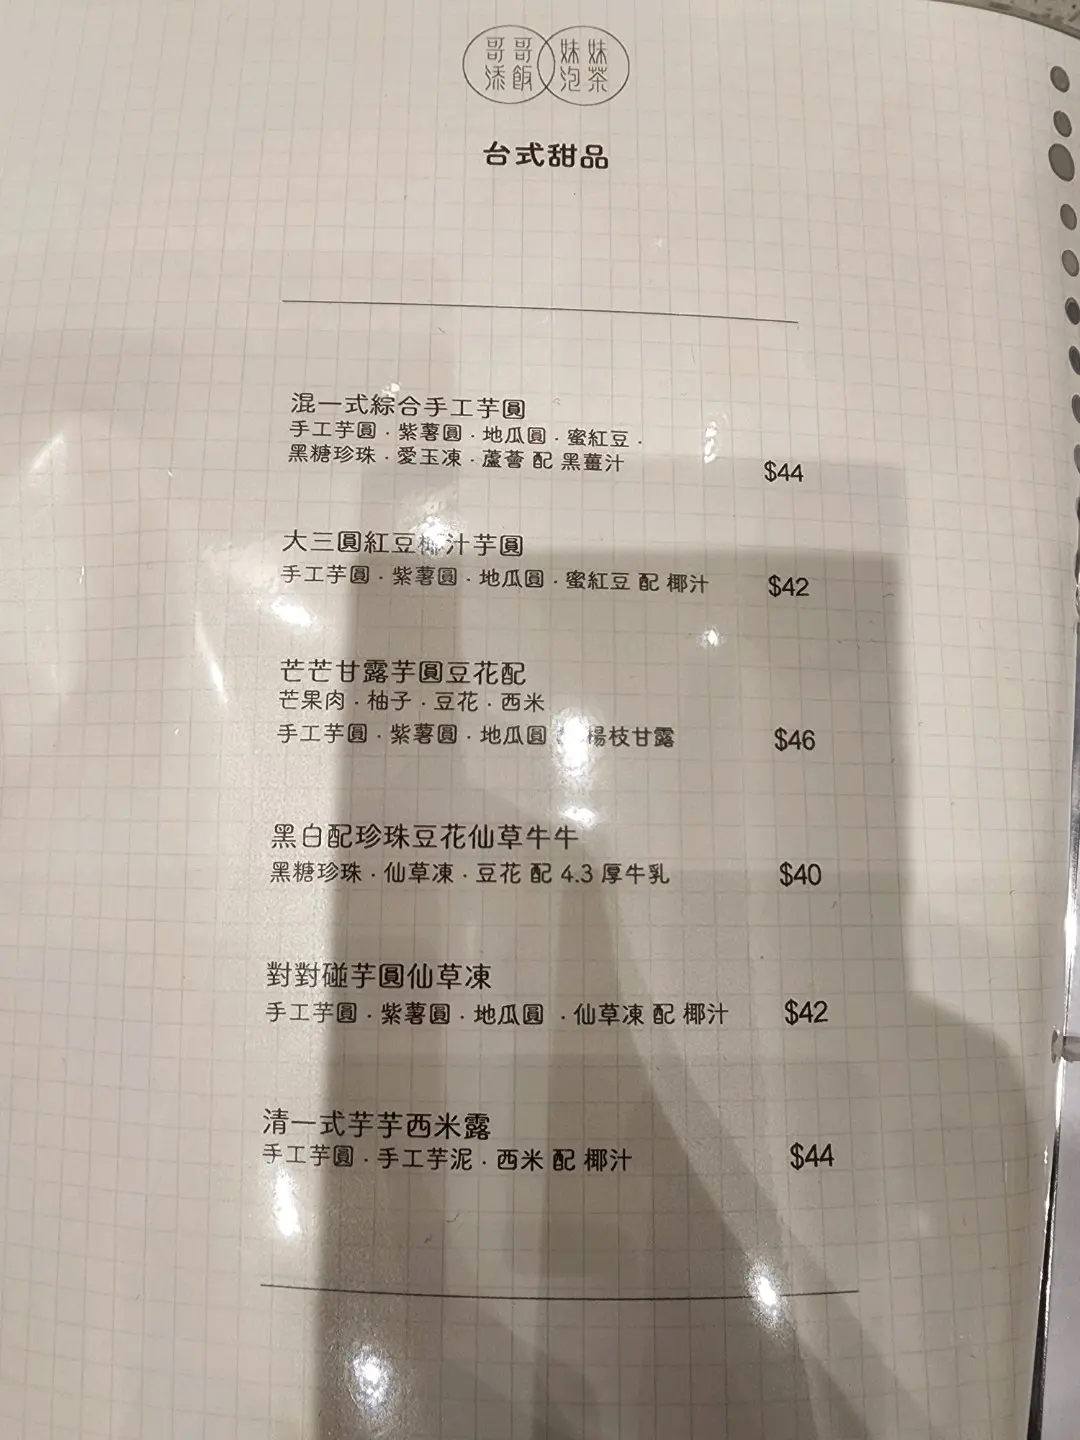 哥哥 妹妹
添飯 泡茶
台式甜品
混一式綜合手工芋圓
手工芋圓 · 紫薯圓 · 地瓜圓 · 蜜紅豆 ·
黑糖珍珠 · 愛玉凍 · 蘆薈 配 黑薑汁 $44
大三圓紅豆椰汁芋圓
手工芋圓 · 紫薯圓 · 地瓜圓 · 蜜紅豆 配 椰汁 $42
芒芒甘露芋圓豆花配
芒果肉 · 柚子 · 豆花 · 西米
手工芋圓 · 紫薯圓 · 地瓜圓 楊枝甘露 $46
黑白配珍珠豆花仙草牛牛
黑糖珍珠 · 仙草凍 · 豆花 配 4.3 厚牛乳 $40
對對碰芋圓仙草凍
手工芋圓 · 紫薯圓 · 地瓜圓 · 仙草凍 配 椰汁 $42
清一式芋芋西米露
手工芋圓 · 手工芋泥 · 西米 配 椰汁 $44